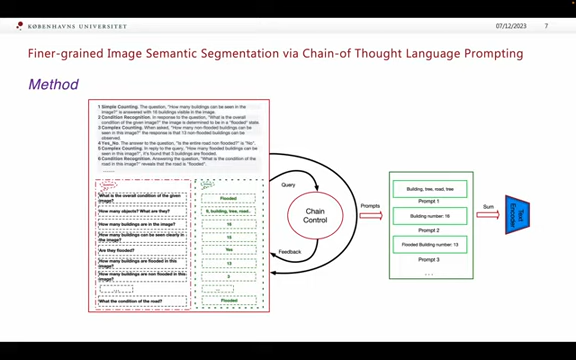 KØBENHAVNS UNIVERSITET
07/12/2023
7
Finer-grained Image Semantic Segmentation via Chain-of Thought Language Prompting
Method
1 Simple Counting. The question, "How many buildings can be seen in the
image?" is answered with 16 buildings visible in the image.
2 Condition Recognition. In response to the question, "What is the overall
condition of the given image?" the image is determined to be in a "flooded" state.
3 Complex Counting. When asked, "How many non flooded buildings can be
seen in this image?" the response is that 13 non flooded buildings can be
observed.
4 Yes_No. The answer to the question, "Is the entire road non flooded?" is "No".
5 Complex Counting. In reply to the query, "How many flooded buildings can be
seen in this image?", it's found that 3 buildings are flooded.
6 Condition Recognition. Answering the question, "What is the condition of the
road in this image?" reveals that the road is "flooded".
What is the overall condition of the given
image?
Flooded
How many objects? What are they?
building, tree, road,
How many buildings are in the image?
16
How many buildings can be seen clearly in
the image?
Are they flooded?
Yes
How many buildings are flooded in this
image?
13
How many buildings are non flooded in this
image?
3
...
...
What the condition of the road?
Flooded
Query
Chain
Control
Feedback
Prompts
Building, tree, road, tree
Prompt 1
Building number: 16
Prompt 2
Flooded Building number: 13
Prompt 3
...
Sum
Text
Encoder